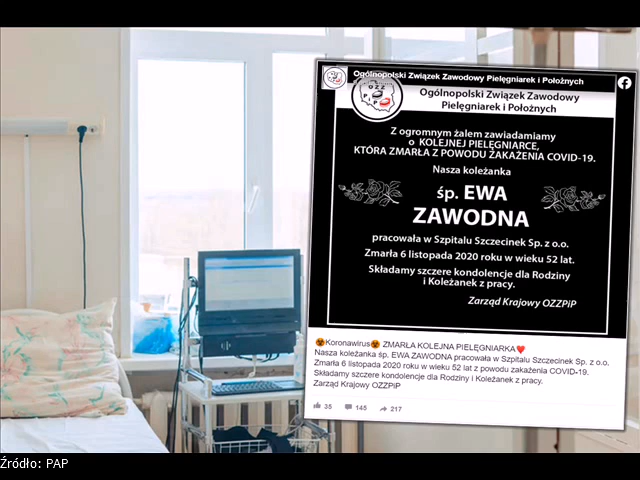 Ogólnopolski Związek Zawodowy Pielęgniarek i Położnych
OZZ
P P
Ogólnopolski Związek Zawodowy
Pielęgniarek i Położnych
Z ogromnym żalem zawiadamiamy
o KOLEJNEJ PIELĘGNIARCE,
KTÓRA ZMARŁA Z POWODU ZAKAŻENIA COVID-19.
Nasza koleżanka
śp. EWA
ZAWODNA
pracowała w Szpitalu Szczecinek Sp. z o.o.
Zmarła 6 listopada 2020 roku w wieku 52 lat.
Składamy szczere kondolencje dla Rodziny
i Koleżanek z pracy.
Zarząd Krajowy OZZPiP
Koronawirus ZMARŁA KOLEJNA PIELĘGNIARKA
Nasza koleżanka śp. EWA ZAWODNA pracowała w Szpitalu Szczecinek Sp. z o.o.
Zmarła 6 listopada 2020 roku w wieku 52 lat z powodu zakażenia COVID-19.
Składamy szczere kondolencje dla Rodziny i Koleżanek z pracy.
Zarząd Krajowy OZZPiP
35 145 217
Źródło: PAP